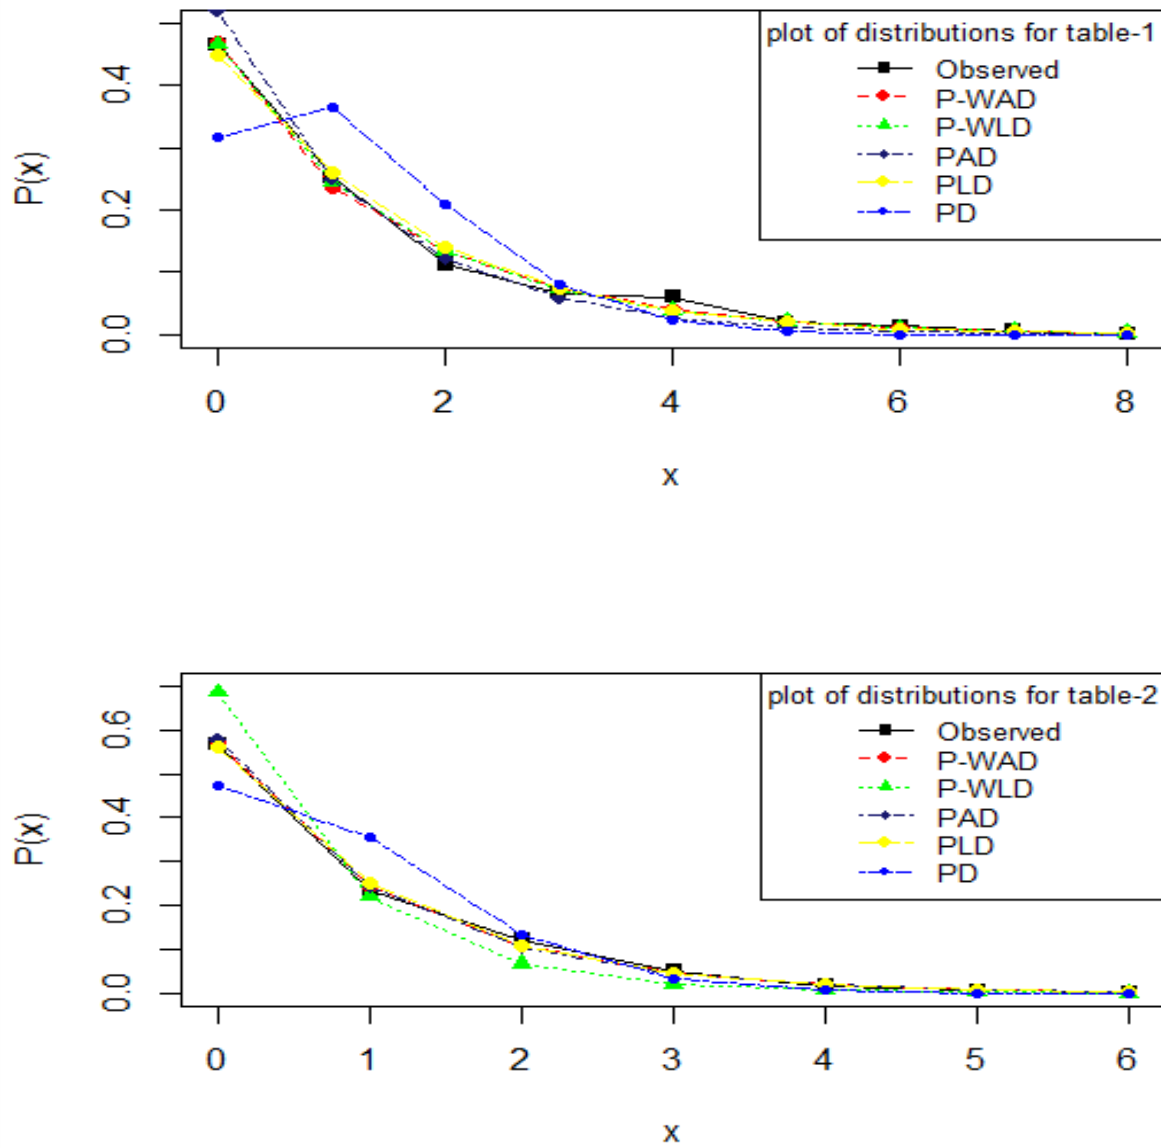 plot of distributions for table-1
Observed
P-WAD
P-WLD
PAD
PLD
PD
P(x)
0.4
0.2
0.0
0 2 4 6 8
x
plot of distributions for table-2
Observed
P-WAD
P-WLD
PAD
PLD
PD
P(x)
0.6
0.4
0.2
0.0
0 1 2 3 4 5 6
x